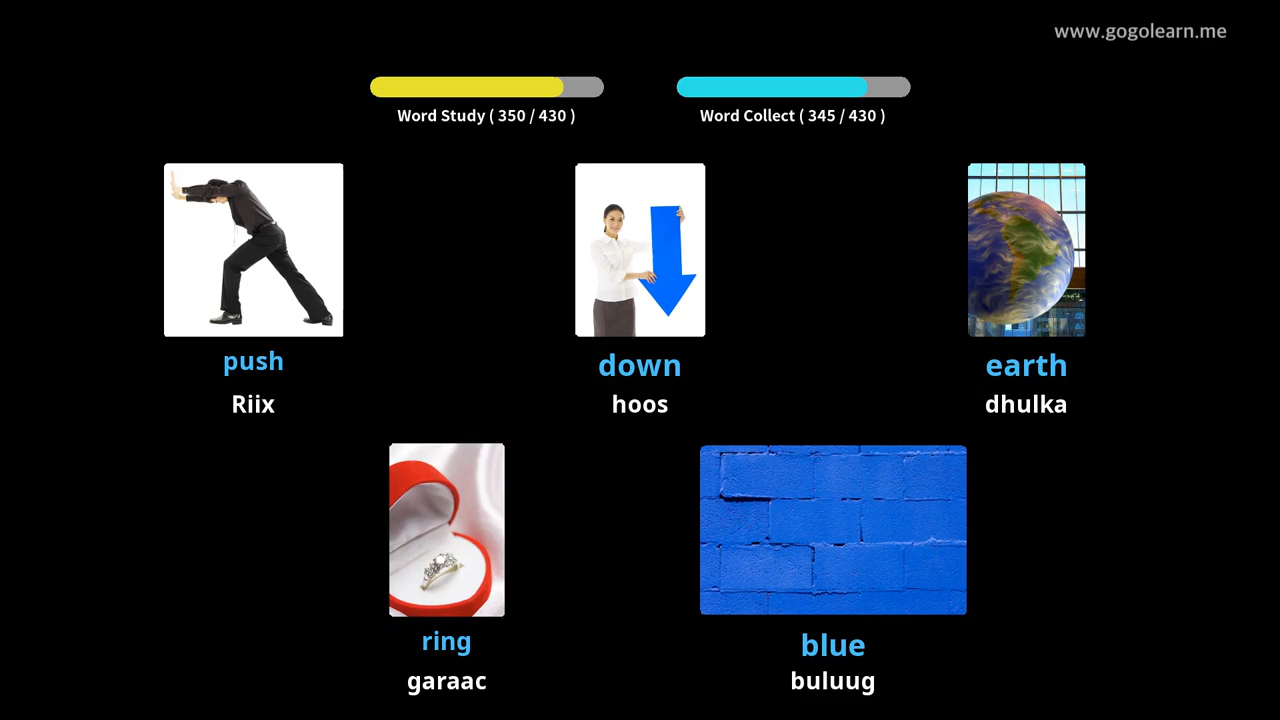 www.gogolearn.me
Word Study ( 350 / 430 )
Word Collect ( 345 / 430 )
push
Riix
down
hoos
earth
dhulka
ring
garaac
blue
buluug